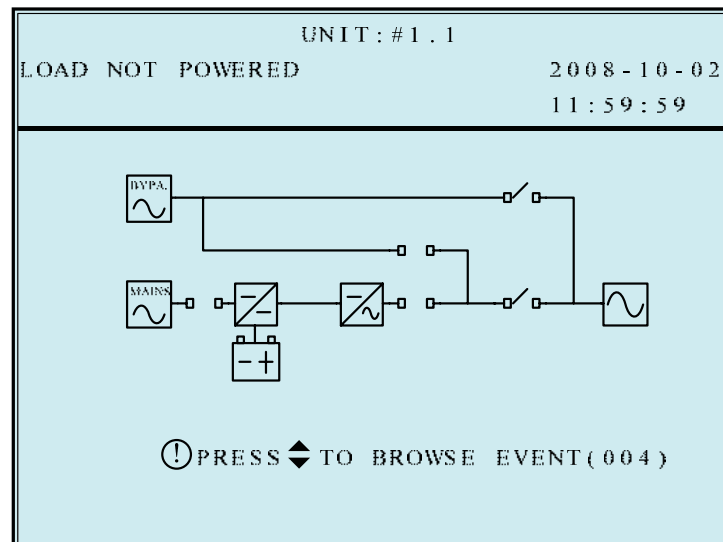 UNIT:#1.1
LOAD NOT POWERED 2008-10-02
11:59:59
BYPA.
MAINS
! PRESS TO BROWSE EVENT(004)